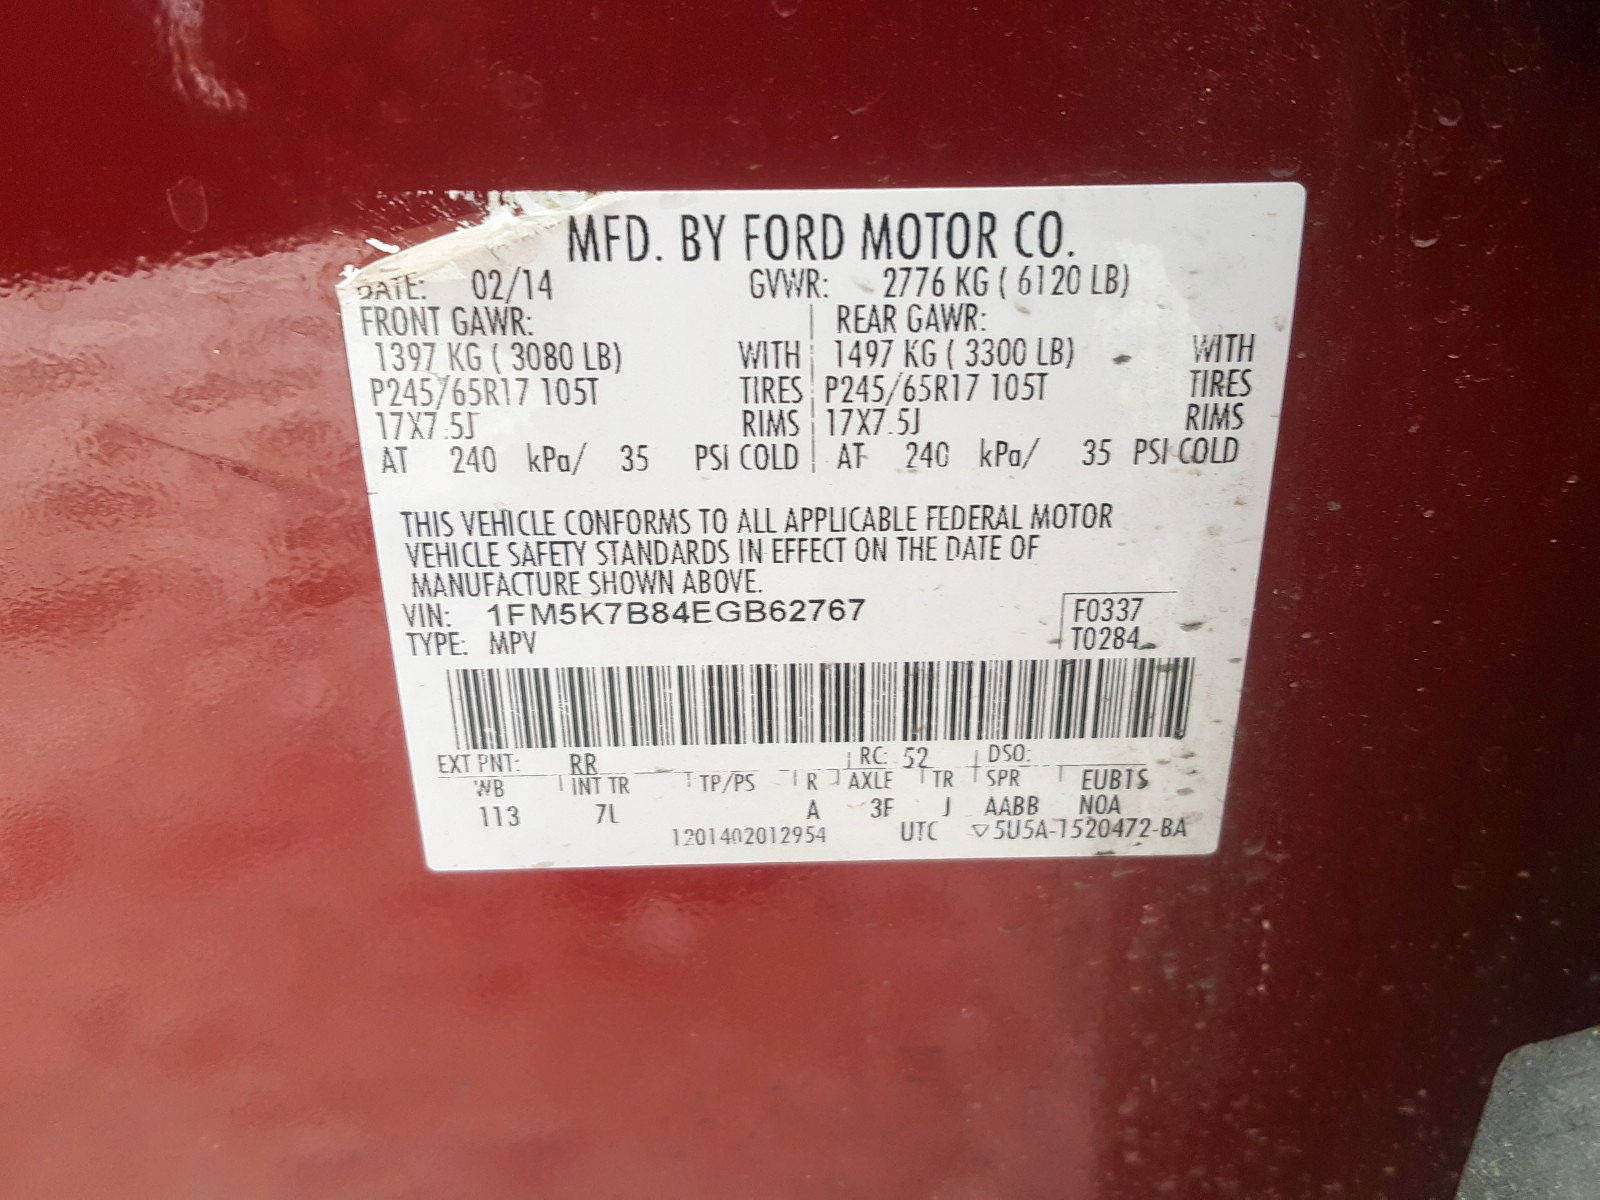 MFD. BY FORD MOTOR CO.
DATE: 02/14 GVWR: 2776 KG ( 6120 LB)
FRONT GAWR: REAR GAWR:
1397 KG ( 3080 LB) WITH 1497 KG ( 3300 LB) WITH
P245/65R17 105T TIRES P245/65R17 105T TIRES
17X7.5J RIMS 17X7.5J RIMS
AT 240 kPa/ 35 PSI COLD AT 240 kPa/ 35 PSI COLD
THIS VEHICLE CONFORMS TO ALL APPLICABLE FEDERAL MOTOR
VEHICLE SAFETY STANDARDS IN EFFECT ON THE DATE OF
MANUFACTURE SHOWN ABOVE.
VIN: 1FM5K7B84EGB62767 F0337
TYPE: MPV T0284
EXT PNT: RR RC: 52 DSO:
WB INT TR TP/PS R AXLE TR SPR EUB1S
113 7L A 3F J AABB N0A
1201402012954 UTC ▽5U5A-1520472-BA